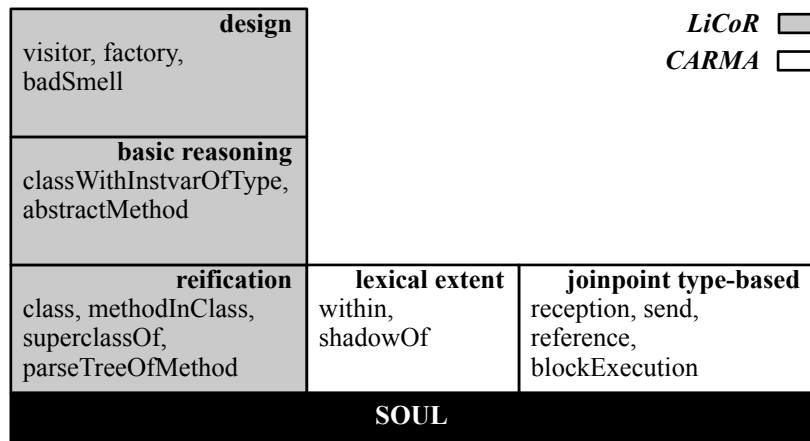 design
visitor, factory,
badSmell
LiCoR
CARMA
basic reasoning
classWithInstvarOfType,
abstractMethod
reification
class, methodInClass,
superclassOf,
parseTreeOfMethod
lexical extent
within,
shadowOf
joinpoint type-based
reception, send,
reference,
blockExecution
SOUL